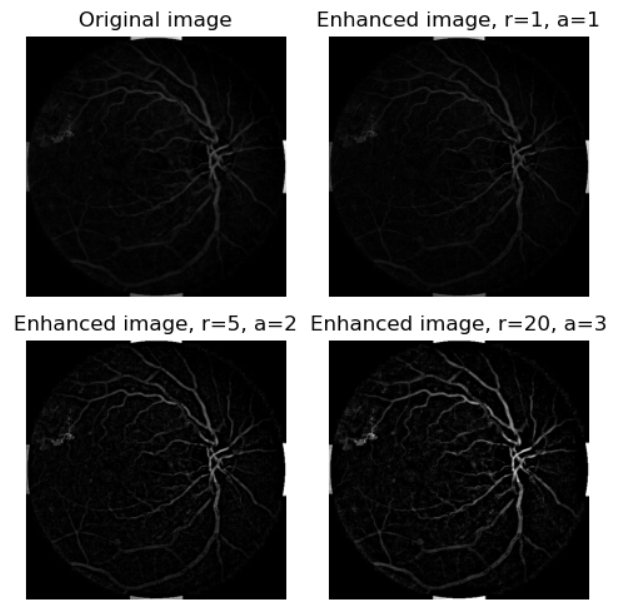 Original image
Enhanced image, r=1, a=1
Enhanced image, r=5, a=2
Enhanced image, r=20, a=3